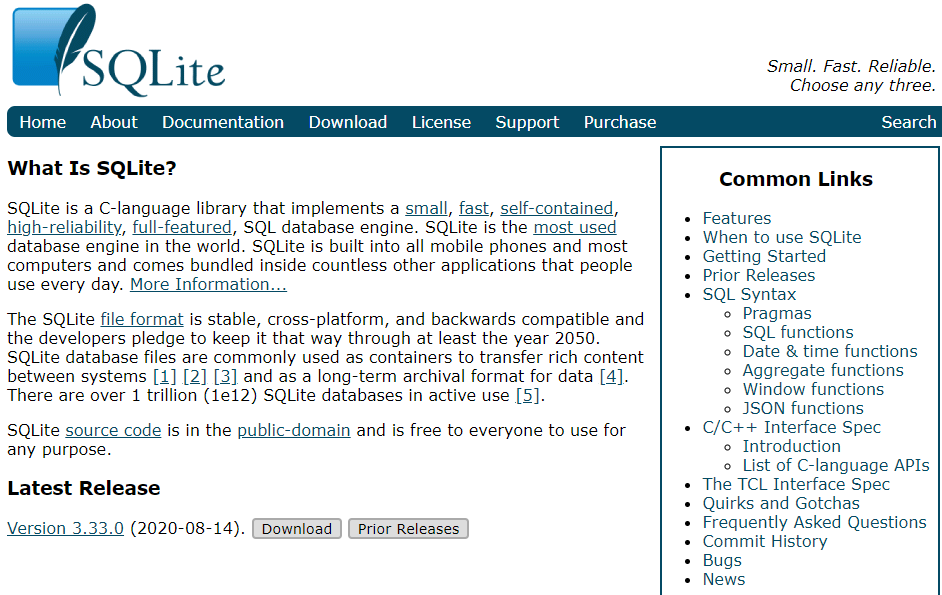 SQLite
Small. Fast. Reliable.
Choose any three.
Home About Documentation Download License Support Purchase Search
What Is SQLite?
SQLite is a C-language library that implements a small, fast, self-contained,
high-reliability, full-featured, SQL database engine. SQLite is the most used
database engine in the world. SQLite is built into all mobile phones and most
computers and comes bundled inside countless other applications that people
use every day. More Information...
The SQLite file format is stable, cross-platform, and backwards compatible and
the developers pledge to keep it that way through at least the year 2050.
SQLite database files are commonly used as containers to transfer rich content
between systems [1] [2] [3] and as a long-term archival format for data [4].
There are over 1 trillion (1e12) SQLite databases in active use [5].
SQLite source code is in the public-domain and is free to everyone to use for
any purpose.
Latest Release
Version 3.33.0 (2020-08-14). Download Prior Releases
Common Links
Features
When to use SQLite
Getting Started
Prior Releases
SQL Syntax
Pragmas
SQL functions
Date & time functions
Aggregate functions
Window functions
JSON functions
C/C++ Interface Spec
Introduction
List of C-language APIs
The TCL Interface Spec
Quirks and Gotchas
Frequently Asked Questions
Commit History
Bugs
News